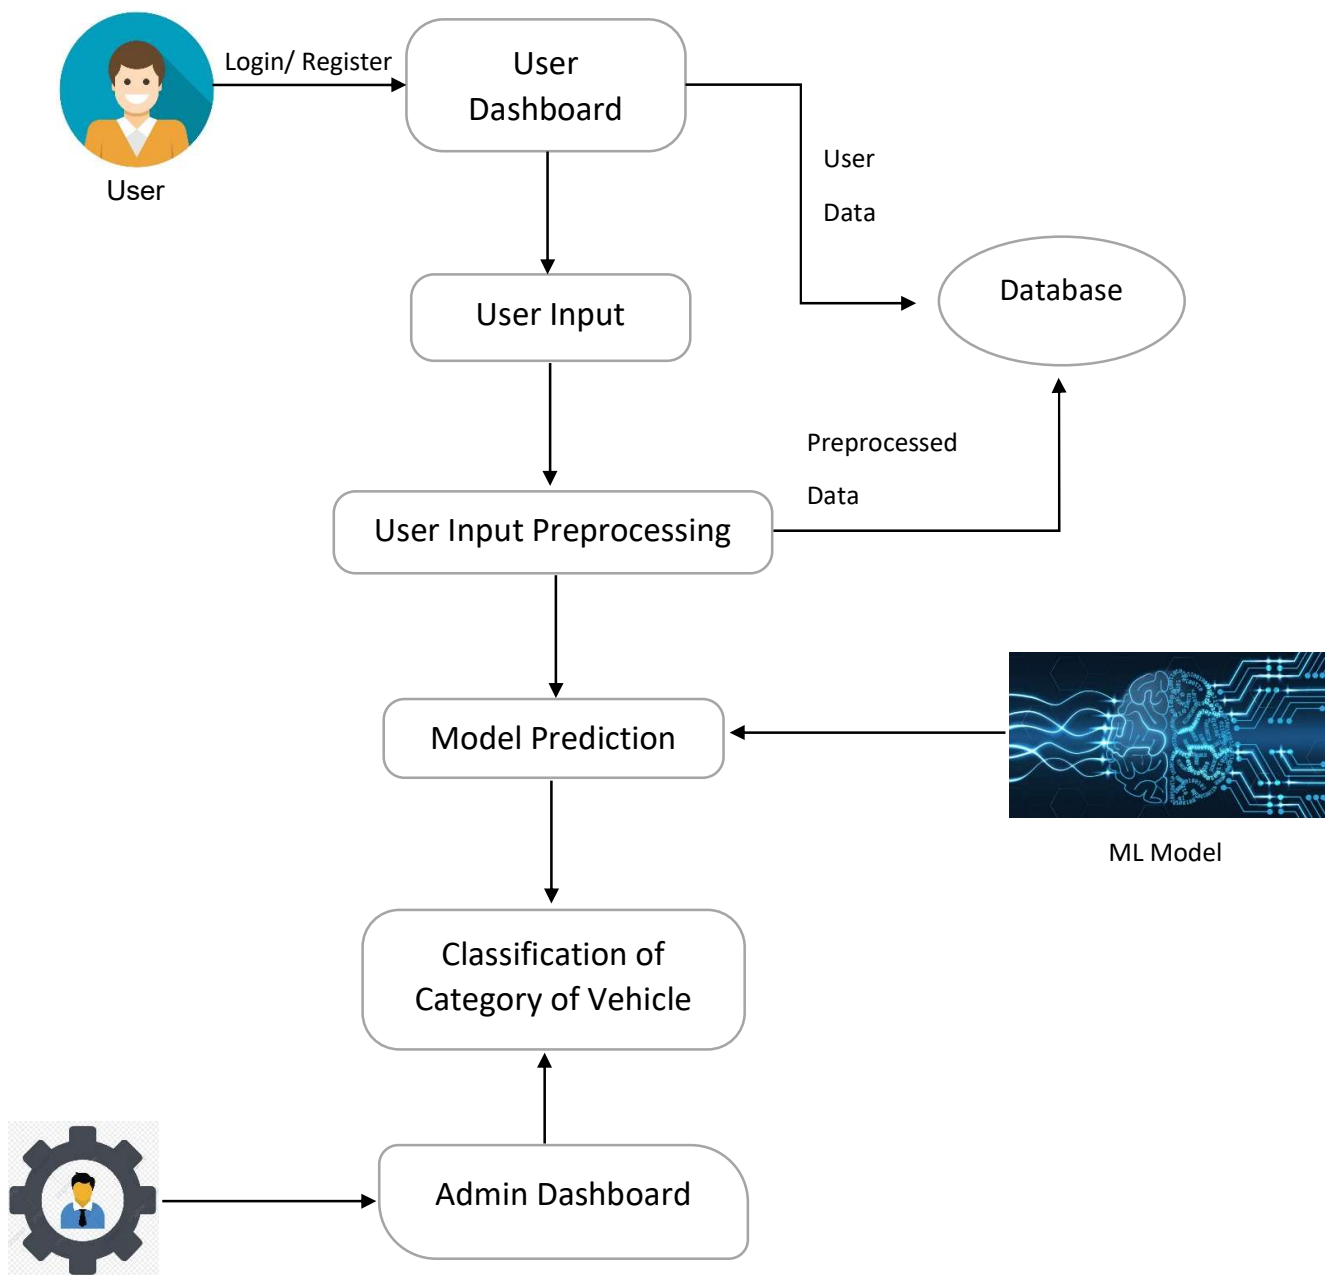 Login/ Register
User
Dashboard
User
User
Data
Database
User Input
Preprocessed
Data
User Input Preprocessing
Model Prediction
ML Model
Classification of
Category of Vehicle
Admin Dashboard